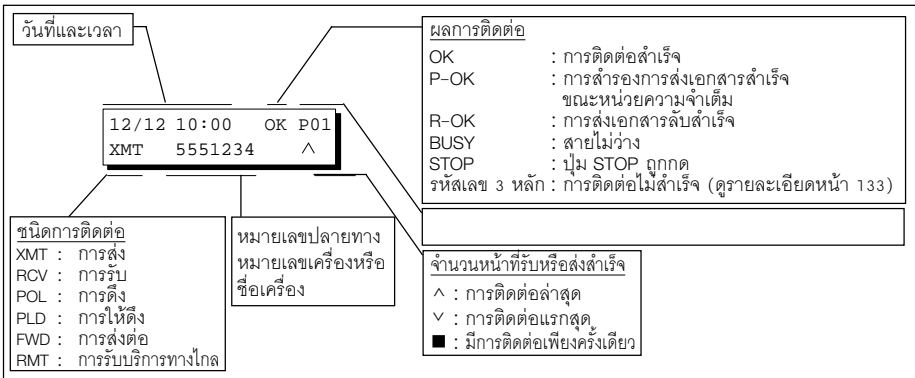 วันที่และเวลา
ผลการติดต่อ
OK : การติดต่อสำเร็จ
P-OK : การสำรองการส่งเอกสารสำเร็จ
ขณะหน่วยความจำเต็ม
R-OK : การส่งเอกสารลับสำเร็จ
BUSY : สายไม่ว่าง
STOP : ปุ่ม STOP ถูกกด
รหัสเลข 3 หลัก : การติดต่อไม่สำเร็จ (ดูรายละเอียดหน้า 133)
12/12 10:00 OK P01
XMT 5551234 ^
ชนิดการติดต่อ
XMT : การส่ง
RCV : การรับ
POL : การดึง
PLD : การให้ดึง
FWD : การส่งต่อ
RMT : การรับบริการทางไกล
หมายเลขปลายทาง
หมายเลขเครื่องหรือ
ชื่อเครื่อง
จำนวนหน้าที่รับหรือส่งสำเร็จ
^ : การติดต่อล่าสุด
v : การติดต่อแรกสุด
■ : มีการติดต่อเพียงครั้งเดียว